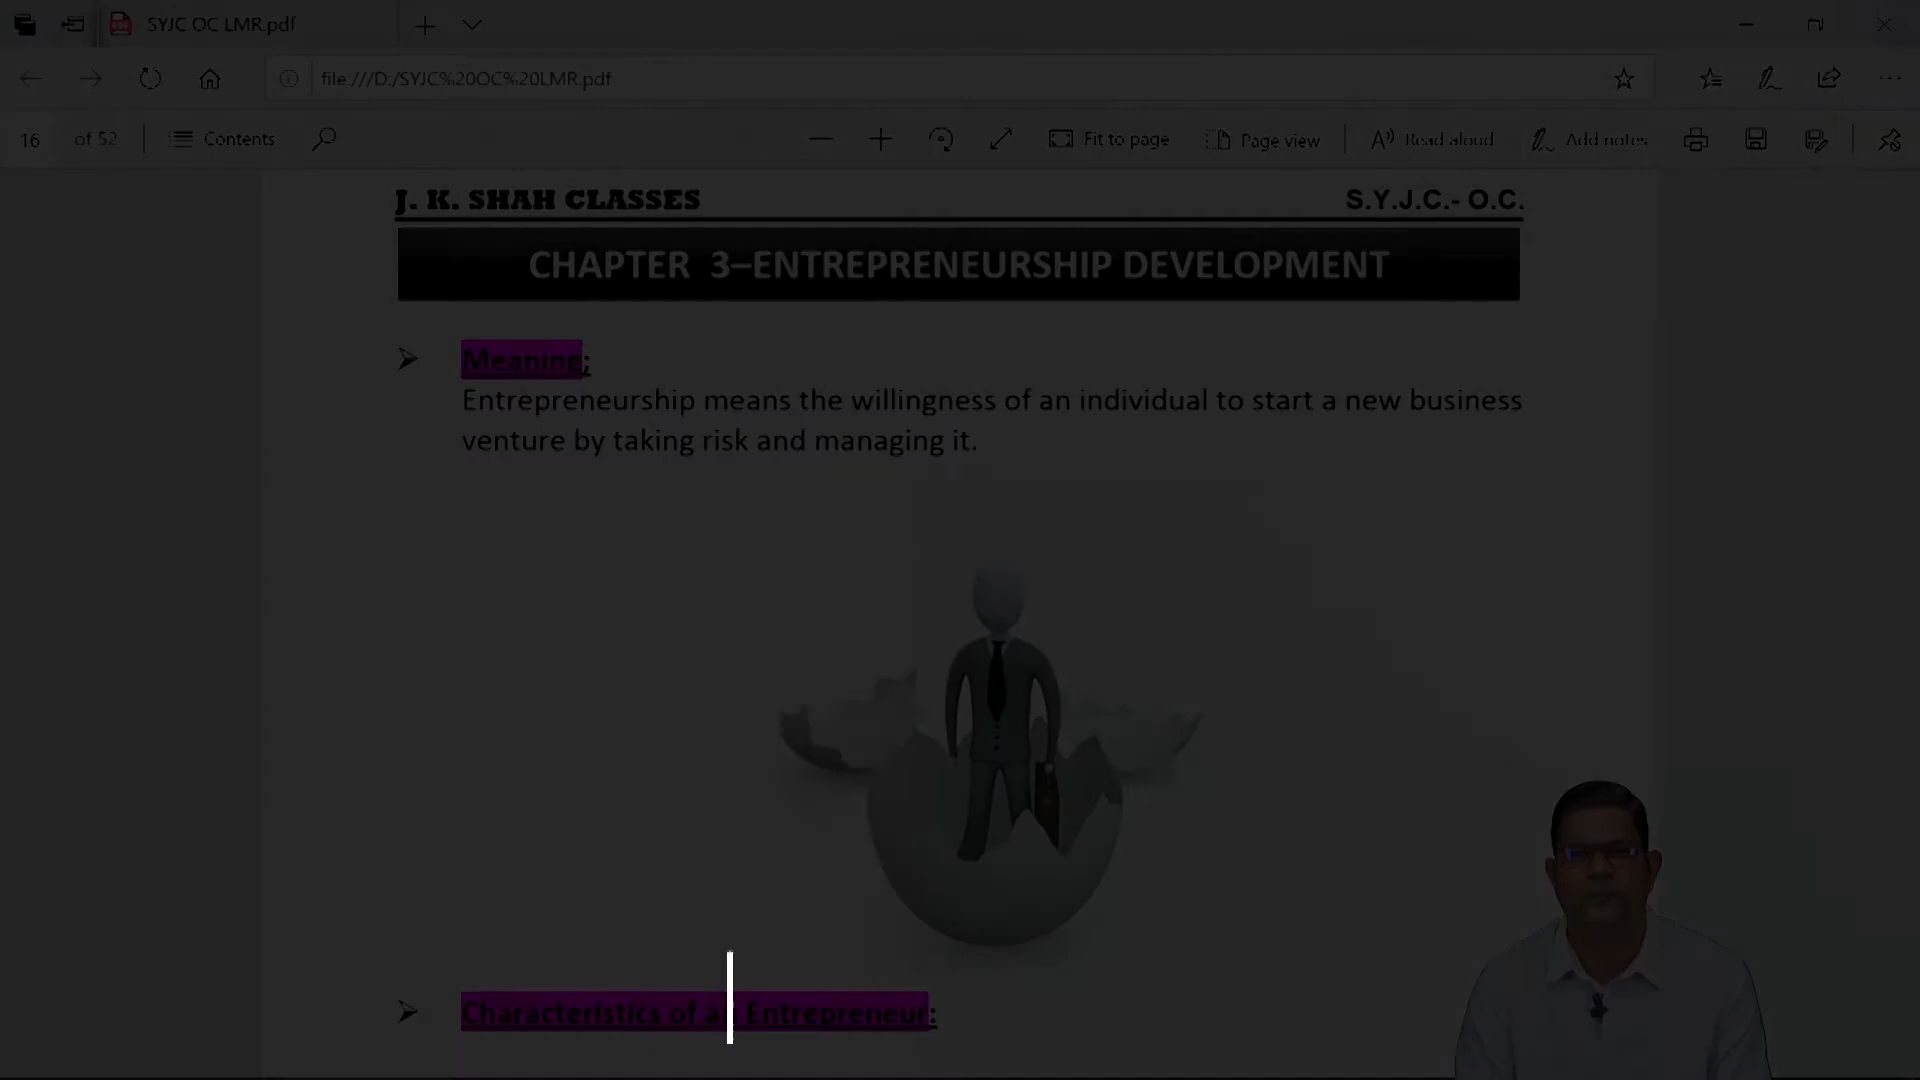 SYJC OC LMR.pdf
file:///D:/SYJC%20OC%20LMR.pdf
16 of 52 Contents Fit to page Page view Read aloud Add notes
J. K. SHAH CLASSES S.Y.J.C.- O.C.
CHAPTER 3–ENTREPRENEURSHIP DEVELOPMENT
Meaning;
Entrepreneurship means the willingness of an individual to start a new business
venture by taking risk and managing it.
Characteristics of an Entrepreneur: